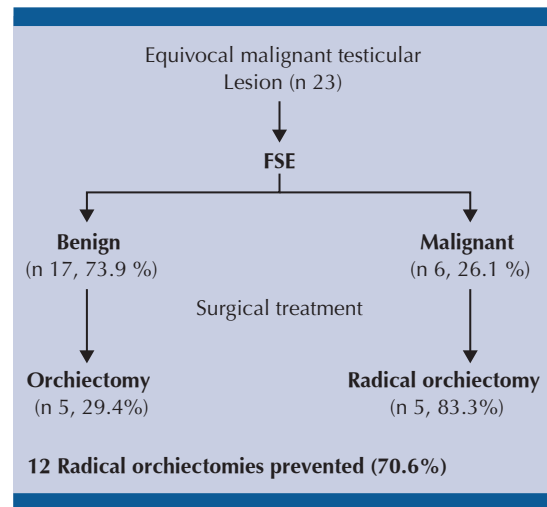 Equivocal malignant testicular
Lesion (n 23)
FSE
Benign
(n 17, 73.9 %)
Malignant
(n 6, 26.1 %)
Surgical treatment
Orchiectomy
(n 5, 29.4%)
Radical orchiectomy
(n 5, 83.3%)
12 Radical orchiectomies prevented (70.6%)